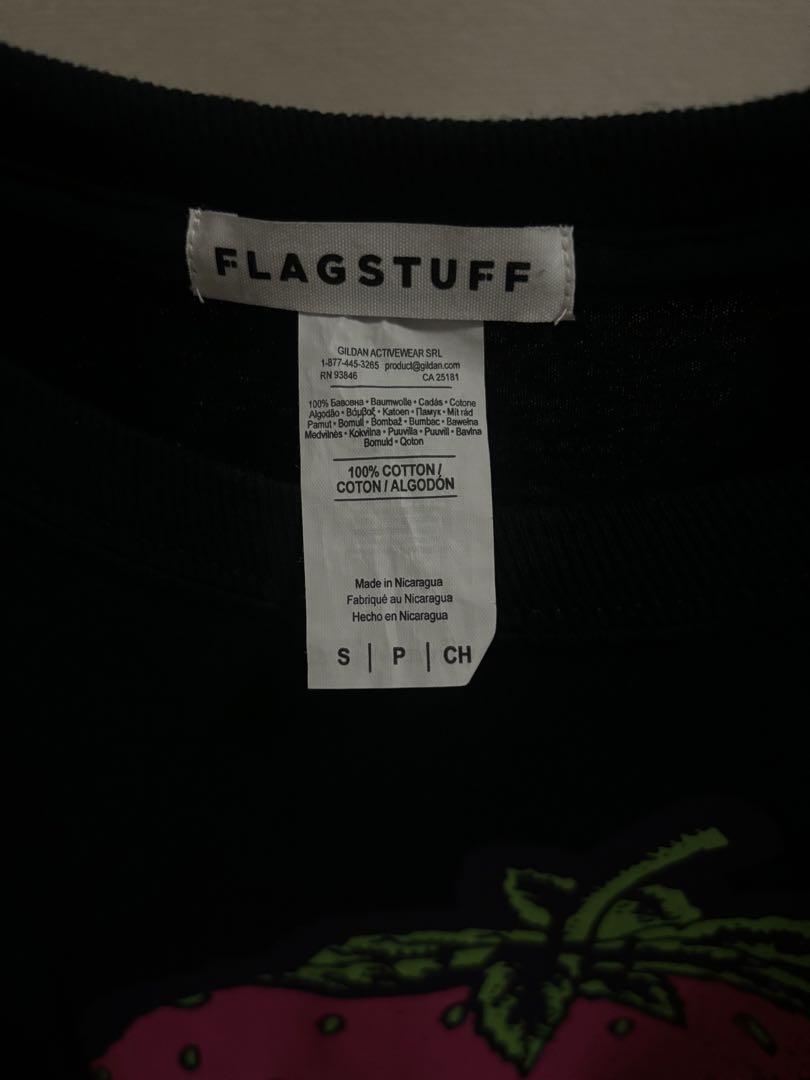 FLAGSTUFF
GILDAN ACTIVEWEAR SRL
1-877-445-3265 product@gildan.com
RN 93846 CA 25181
100% Бавовна • Baumwolle • Cadás • Cotone
Algodão • Βάμβαξ • Katoen • Памук • Mit rád
Pamut • Bomull • Bombaž • Bumbac • Bawełna
Medvilnės • Kokvilna • Puuvilla • Puuvill • Bavlna
Bomuld • Qoton
100% COTTON /
COTON / ALGODÓN
Made in Nicaragua
Fabriqué au Nicaragua
Hecho en Nicaragua
S | P | CH